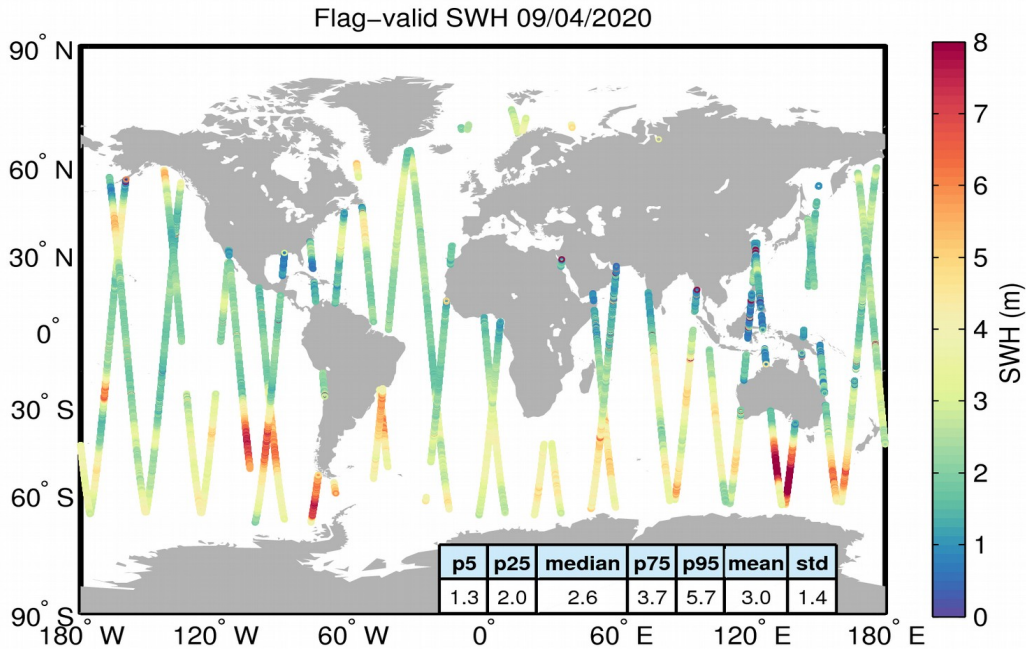 Flag−valid SWH 09/04/2020
90° N
60° N
30° N
0°
30° S
60° S
90° S
180° W
120° W
60° W
0°
60° E
120° E
180° E
p5 p25 median p75 p95 mean std
1.3 2.0 2.6 3.7 5.7 3.0 1.4
8
7
6
5
4
3
2
1
0
SWH (m)